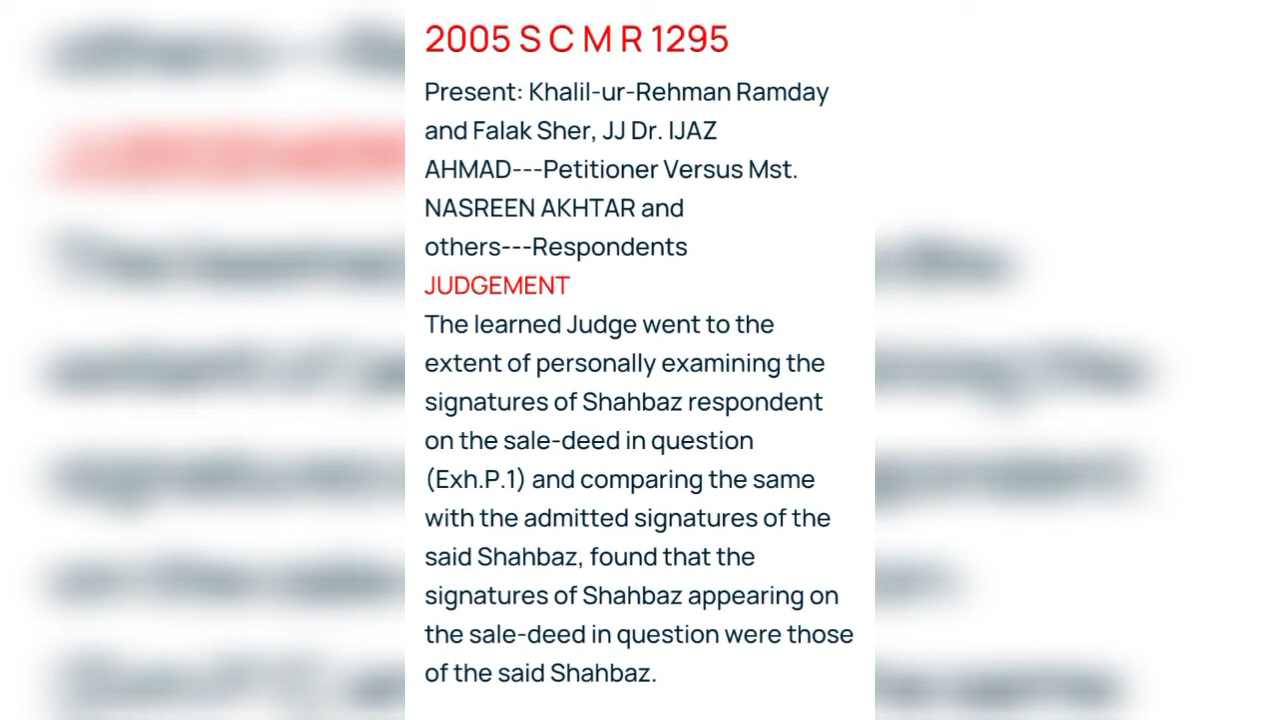 2005 S C M R 1295
Present: Khalil-ur-Rehman Ramday
and Falak Sher, JJ Dr. IJAZ
AHMAD---Petitioner Versus Mst.
NASREEN AKHTAR and
others---Respondents
JUDGEMENT
The learned Judge went to the
extent of personally examining the
signatures of Shahbaz respondent
on the sale-deed in question
(Exh.P.1) and comparing the same
with the admitted signatures of the
said Shahbaz, found that the
signatures of Shahbaz appearing on
the sale-deed in question were those
of the said Shahbaz.